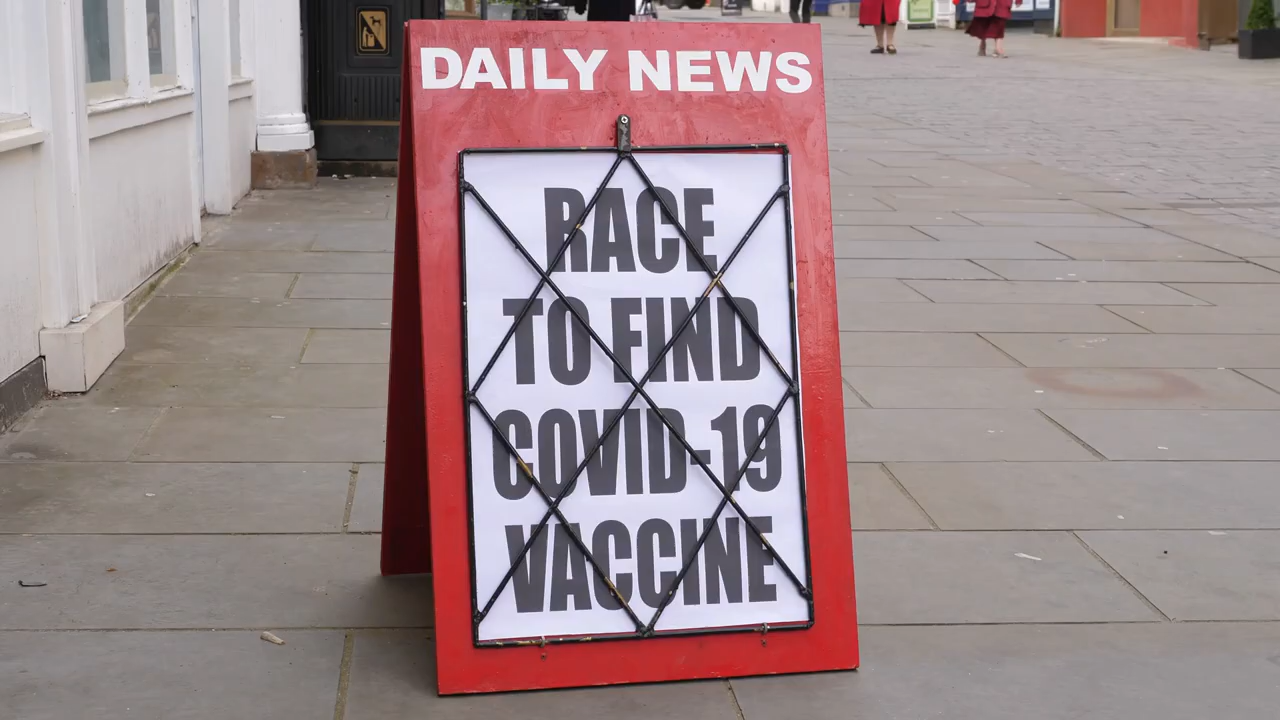 DAILY NEWS
RACE
TO FIND
COVID-19
VACCINE